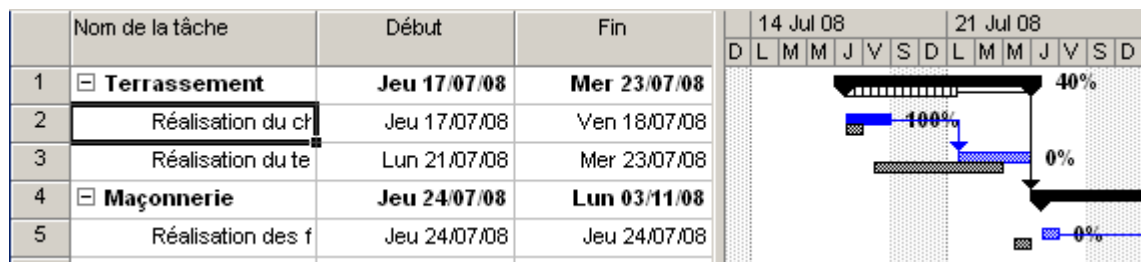 Nom de la tâche Début Fin 14 Jul 08 21 Jul 08
D L M M J V S D L M M J V S D
1 Terrassement Jeu 17/07/08 Mer 23/07/08 40%
2 Réalisation du ch Jeu 17/07/08 Ven 18/07/08 100%
3 Réalisation du te Lun 21/07/08 Mer 23/07/08 0%
4 Maçonnerie Jeu 24/07/08 Lun 03/11/08
5 Réalisation des f Jeu 24/07/08 Jeu 24/07/08 0%